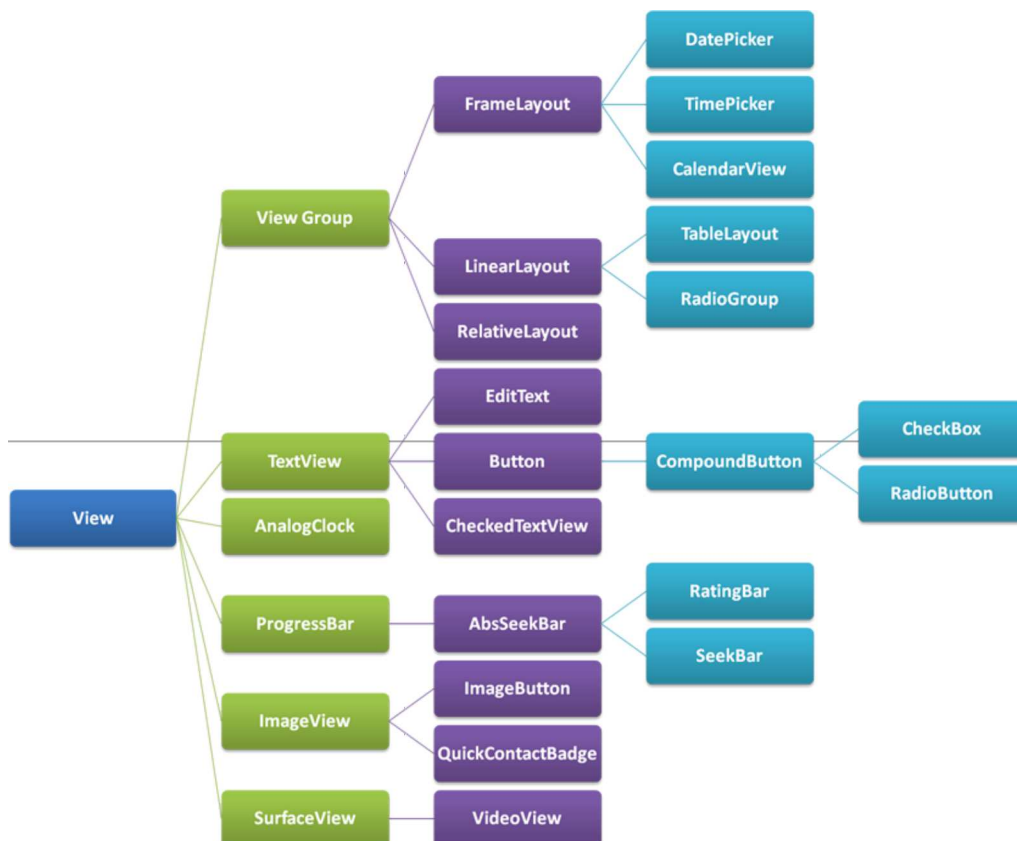 DatePicker
FrameLayout
TimePicker
CalendarView
View Group
TableLayout
LinearLayout
RadioGroup
RelativeLayout
EditText
CheckBox
TextView
Button
CompoundButton
RadioButton
View
AnalogClock
CheckedTextView
RatingBar
ProgressBar
AbsSeekBar
SeekBar
ImageButton
ImageView
QuickContactBadge
SurfaceView
VideoView